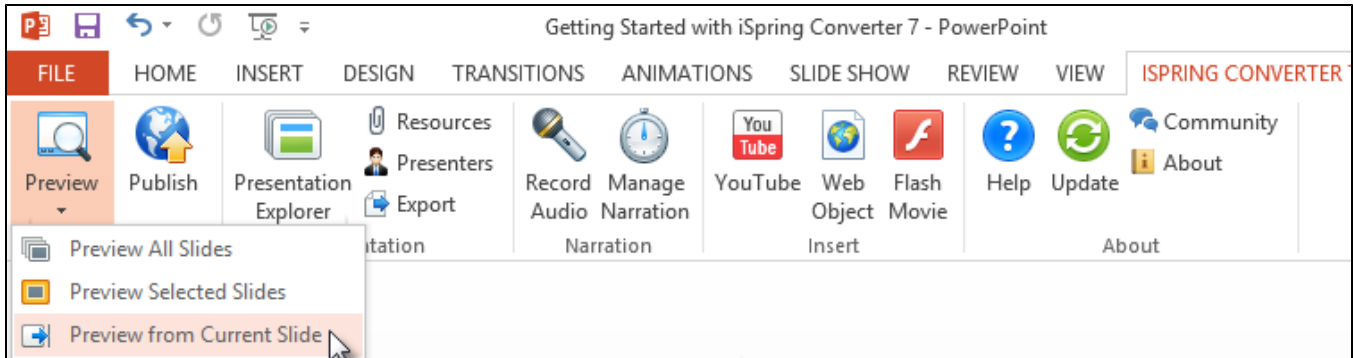 Getting Started with iSpring Converter 7 - PowerPoint
FILE HOME INSERT DESIGN TRANSITIONS ANIMATIONS SLIDE SHOW REVIEW VIEW ISPRING CONVERTER
Preview
Publish
Presentation
Explorer
Resources
Presenters
Export
Record
Audio
Manage
Narration
You
Tube
YouTube
Web
Object
Flash
Movie
Help
Update
Community
About
Narration
Insert
About
Preview All Slides
Preview Selected Slides
Preview from Current Slide